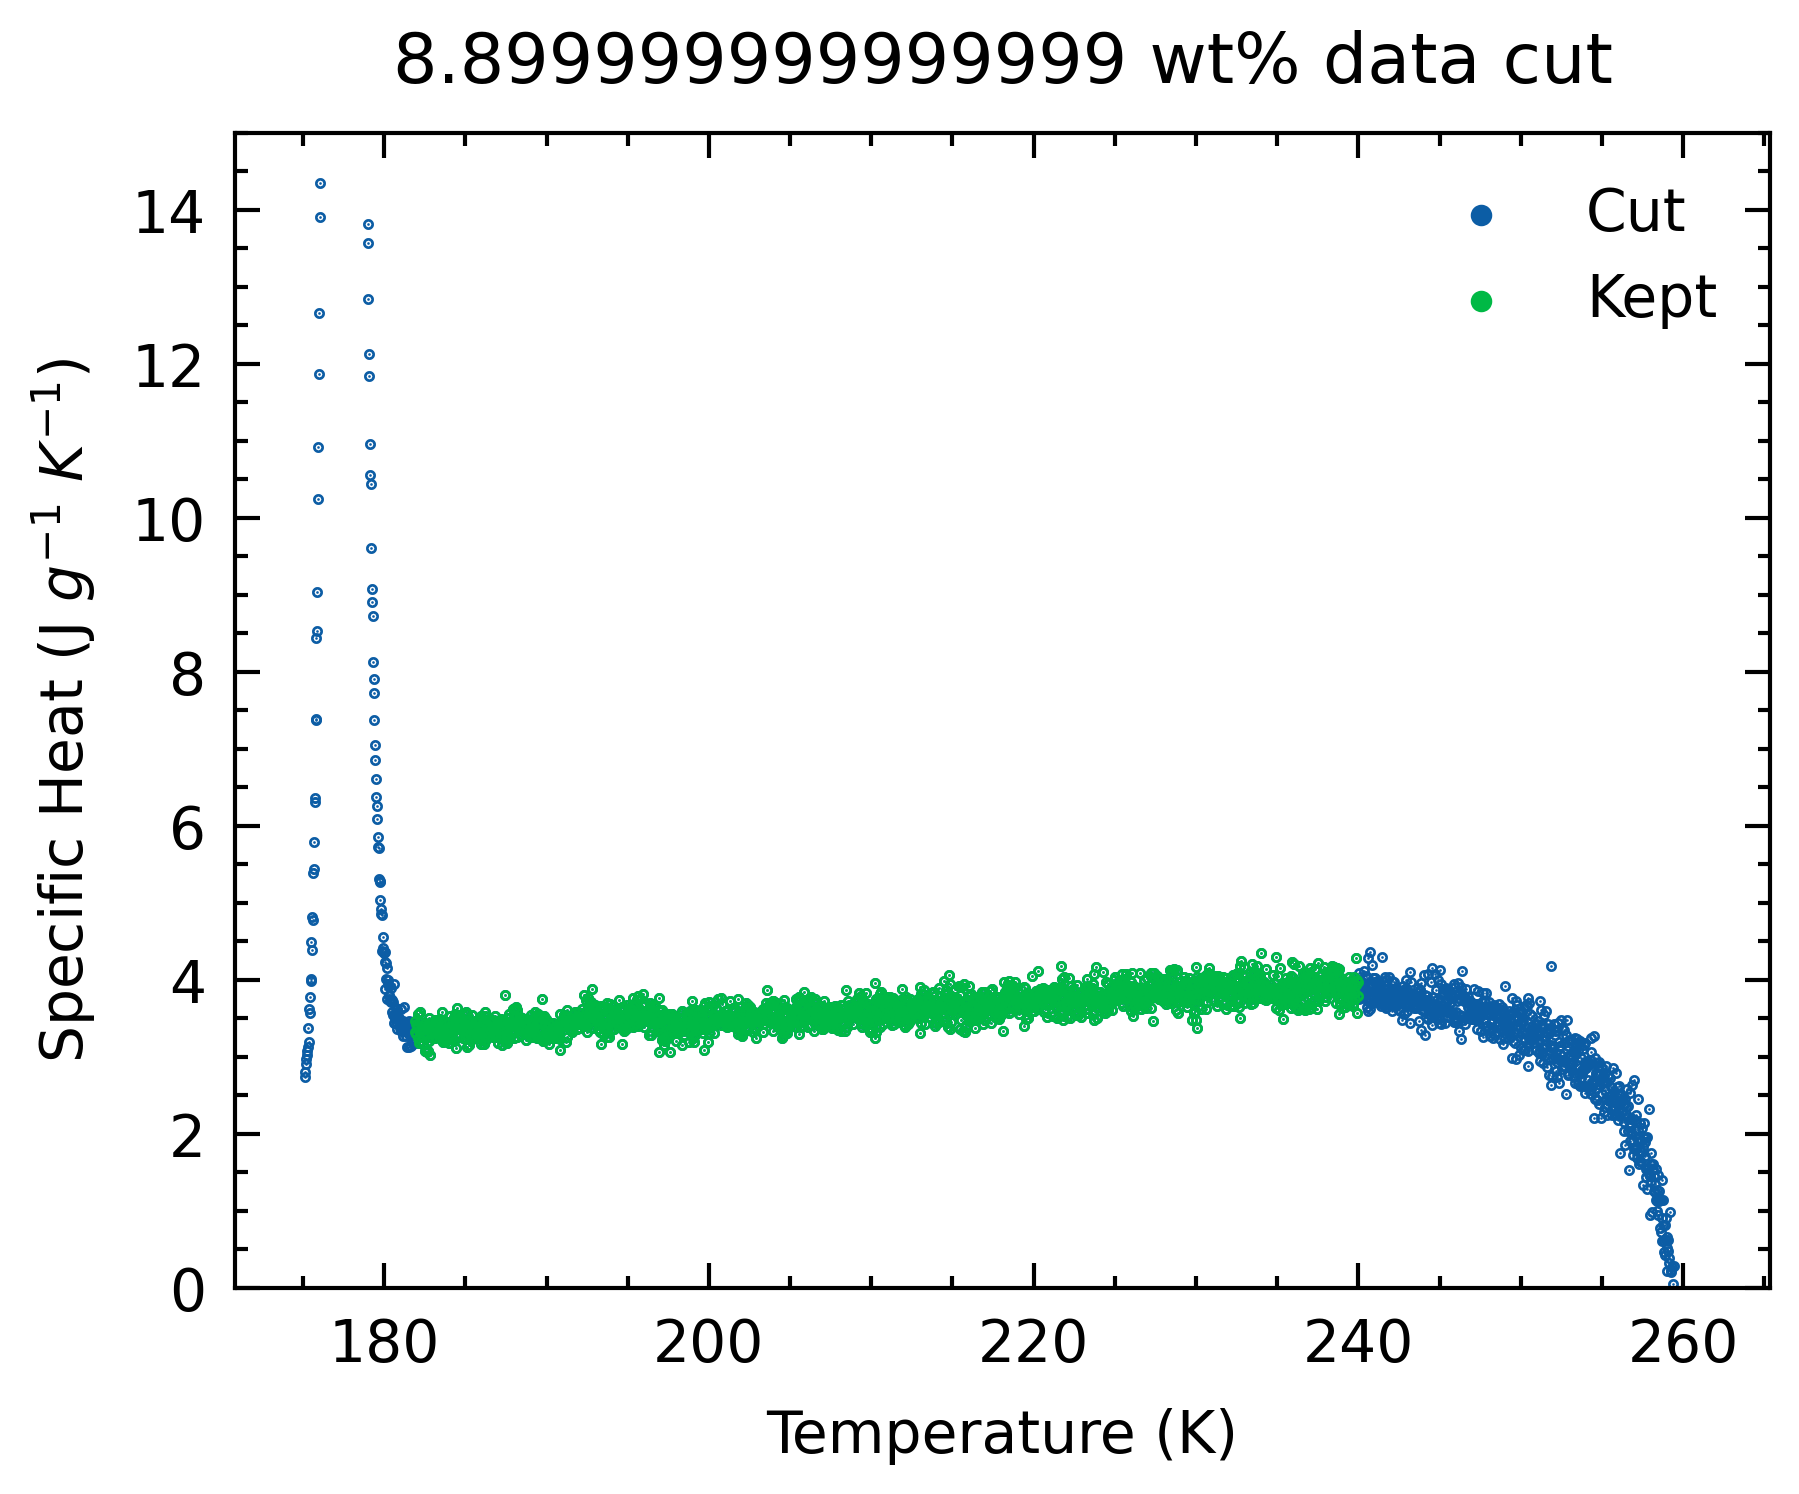 8.899999999999999 wt% data cut
Cut
Kept
Specific Heat (J g⁻¹ K⁻¹)
14
12
10
8
6
4
2
0
180 200 220 240 260
Temperature (K)